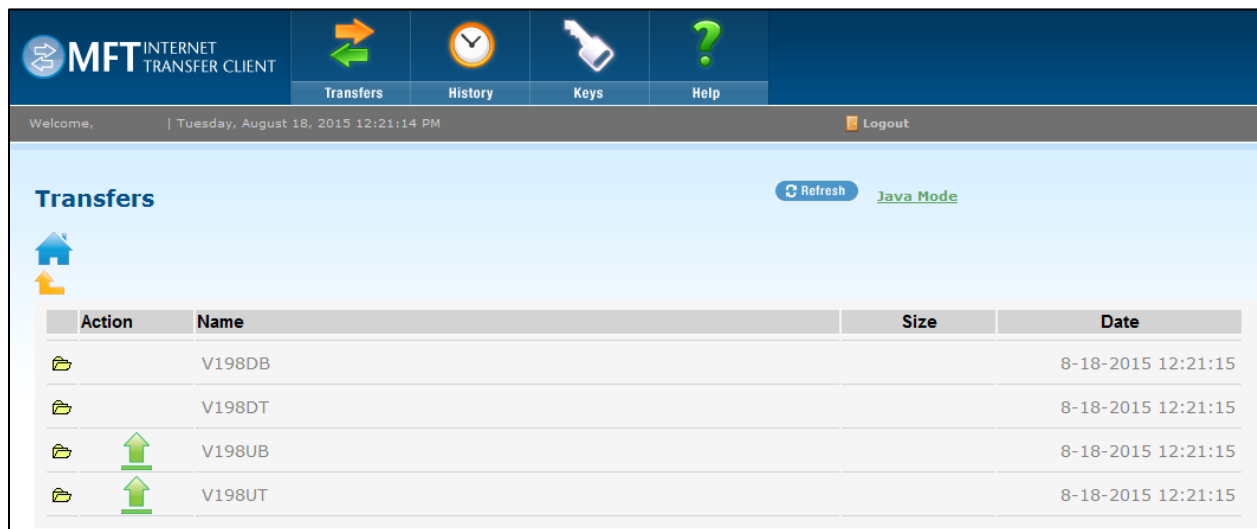 MFT INTERNET TRANSFER CLIENT
Transfers History Keys Help
Welcome, | Tuesday, August 18, 2015 12:21:14 PM Logout
Transfers Refresh Java Mode
Action Name Size Date
V198DB 8-18-2015 12:21:15
V198DT 8-18-2015 12:21:15
V198UB 8-18-2015 12:21:15
V198UT 8-18-2015 12:21:15